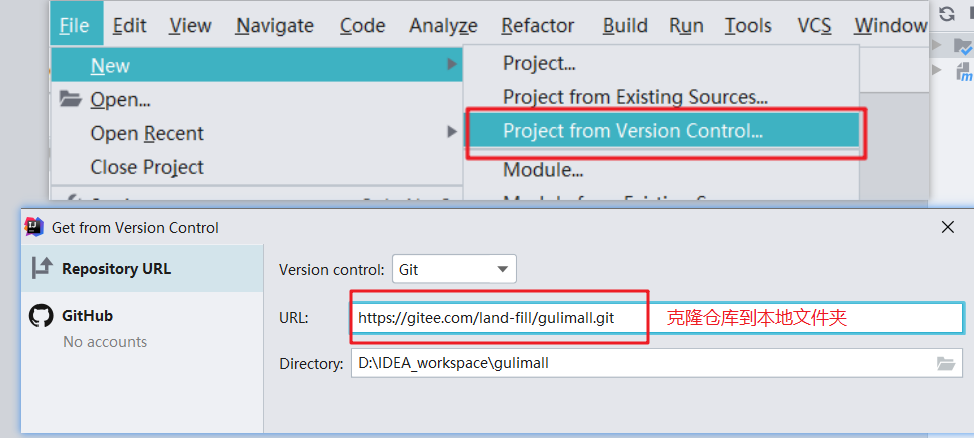 File Edit View Navigate Code Analyze Refactor Build Run Tools VCS Window
New
Open...
Open Recent
Close Project
Project...
Project from Existing Sources...
Project from Version Control...
Module...
Get from Version Control
Repository URL
GitHub
No accounts
Version control: Git
URL: https://gitee.com/land-fill/gulimall.git 克隆仓库到本地文件夹
Directory: D:\IDEA_workspace\gulimall